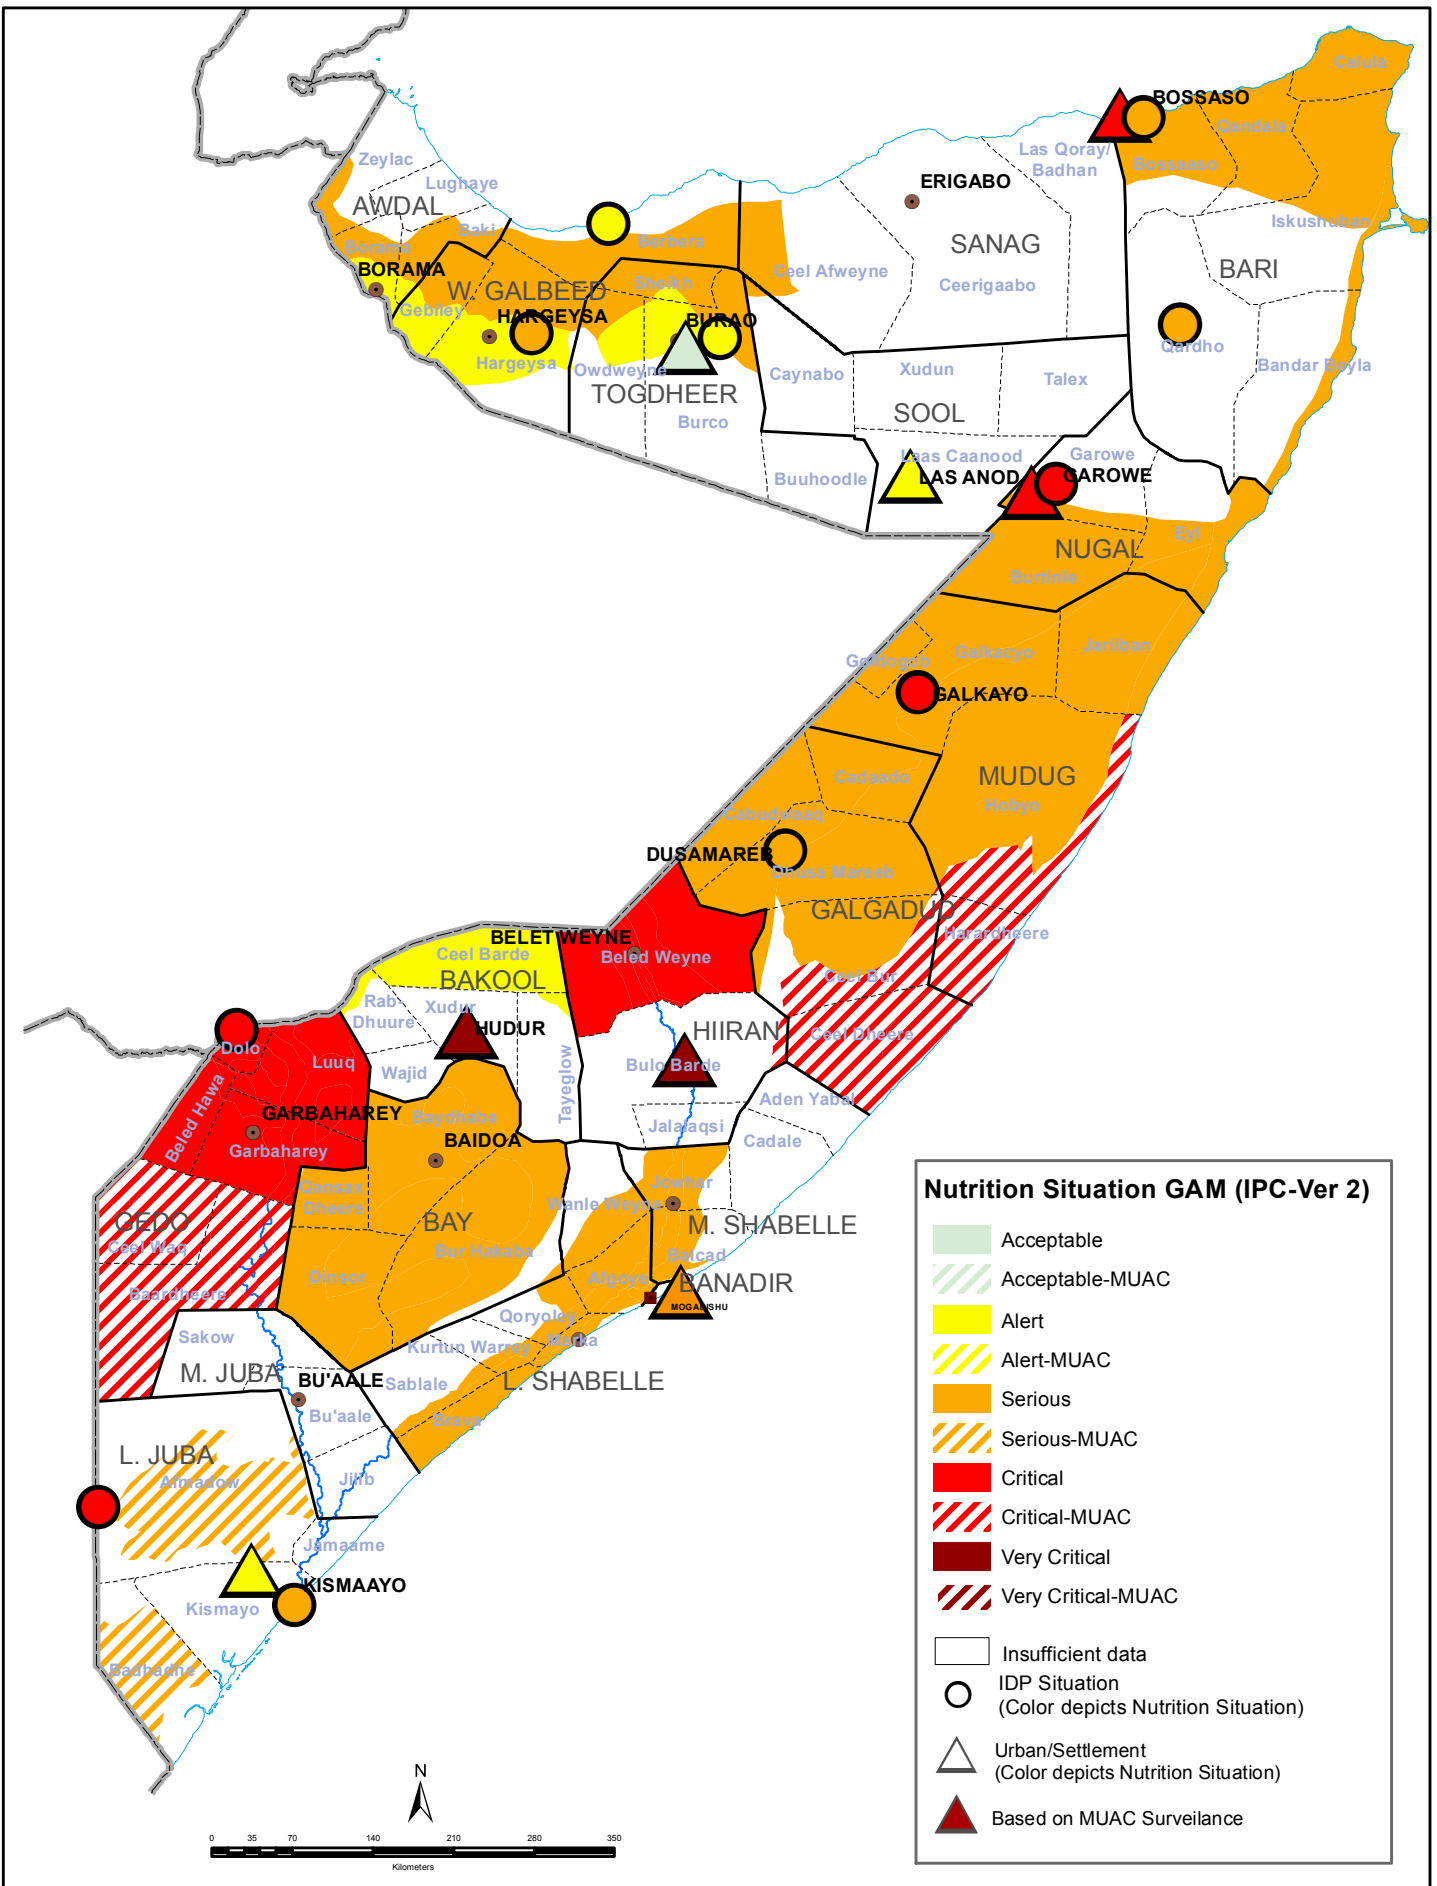 Calula
BOSSASO
Qandala
Las Qoray/
Badhan
Bossaaso
Zeylac
Lughaye
ERIGABO
AWDAL
Iskushuban
Baki
Berbera
SANAG
Borama
BORAMA
BARI
Ceel Afweyne
Sheikh
Ceerigaabo
W. GALBEED
Gebiley
HARGEYSA
BURAO
Qardho
Hargeysa
Owdweyne
Caynabo
Xudun
Talex
Bandar Beyla
TOGDHEER
SOOL
Burco
Laas Caanood
Garowe
Buuhoodle
LAS ANOD
GAROWE
Eyl
NUGAL
Burtinle
Galkacyo
Jariiban
Goldogob
GALKAYO
Cadaado
MUDUG
Hobyo
Cabudwaaq
DUSAMAREB
Dhusa Mareeb
GALGADUD
Harardheere
BELET WEYNE
Ceel Barde
Beled Weyne
BAKOOL
Ceel Bur
Rab-
Dhuure
Xudur
HUDUR
HIIRAN
Ceel Dheere
Dolo
Luuq
Wajid
Tayeglow
Bulo Barde
Aden Yabal
Beled Hawa
GARBAHAREY
Baydhaba
Jalalaqsi
BAIDOA
Cadale
Garbaharey
Qansax
Dheere
Wanle Weyne
Jowhar
GEDO
Ceel Waq
BAY
M. SHABELLE
Bur Hakaba
Balcad
Dinsor
Afgoye
BANADIR
Baardheere
MOGADISHU
Qoryoley
Sakow
Kurtun Warrey
Marka
M. JUBA
BU'AALE
Sablale
L. SHABELLE
Bu'aale
Brava
L. JUBA
Afmadow
Jilib
Jamaame
KISMAAYO
Kismayo
Badhadhe
Nutrition Situation GAM (IPC-Ver 2)
Acceptable
Acceptable-MUAC
Alert
Alert-MUAC
Serious
Serious-MUAC
Critical
Critical-MUAC
Very Critical
Very Critical-MUAC
Insufficient data
IDP Situation
(Color depicts Nutrition Situation)
Urban/Settlement
(Color depicts Nutrition Situation)
Based on MUAC Surveilance
N
0 35 70 140 210 280 350
Kilometers